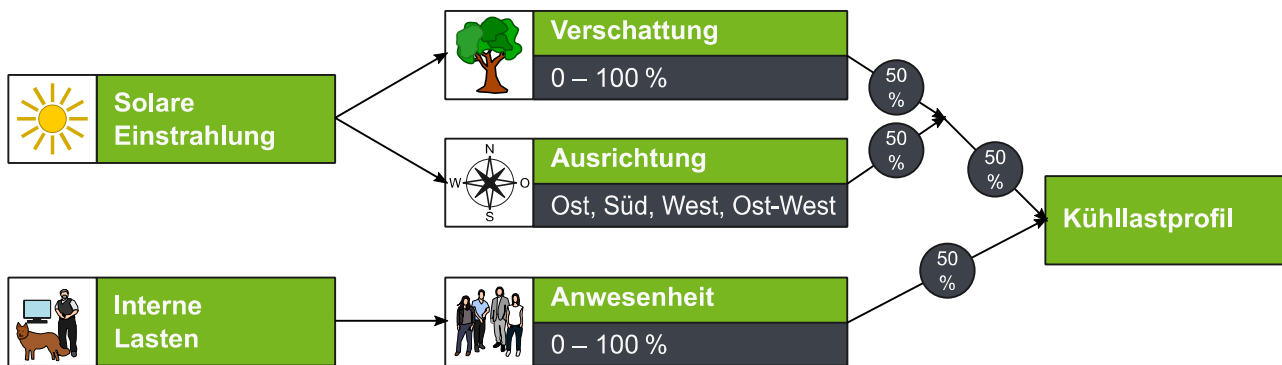 Solare
Einstrahlung
Verschattung
0 – 100 %
50
%
N
W
O
S
Ausrichtung
Ost, Süd, West, Ost-West
50
%
50
%
Interne
Lasten
Anwesenheit
0 – 100 %
50
%
Kühllastprofil